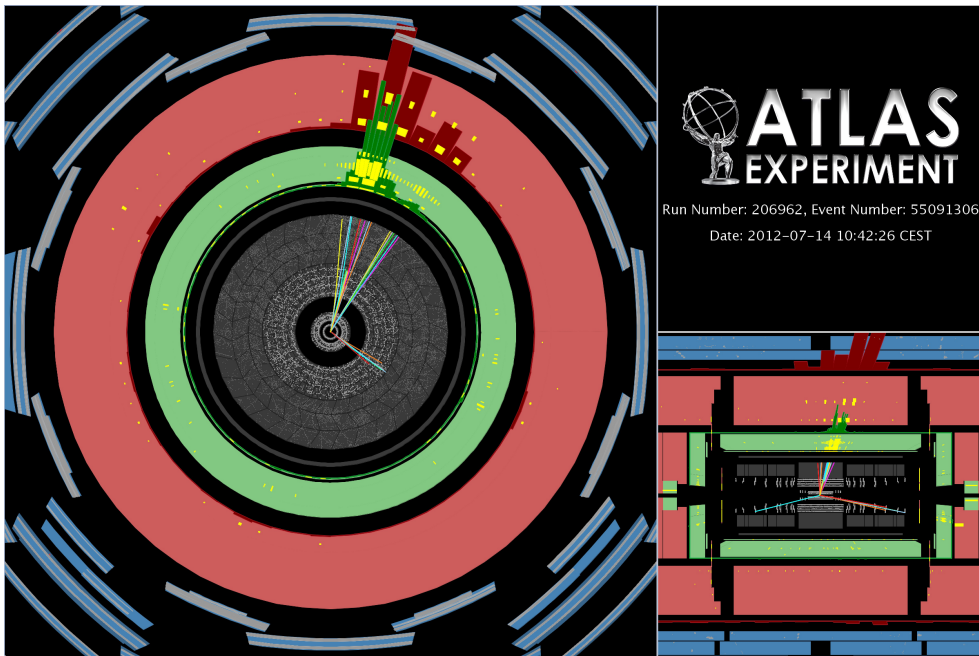 ATLAS
EXPERIMENT
Run Number: 206962, Event Number: 55091306
Date: 2012-07-14 10:42:26 CEST